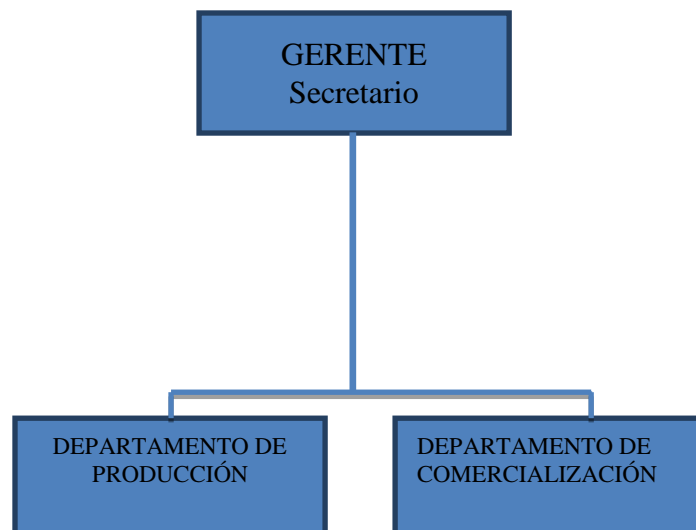 GERENTE
Secretario
DEPARTAMENTO DE
PRODUCCIÓN
DEPARTAMENTO DE
COMERCIALIZACIÓN